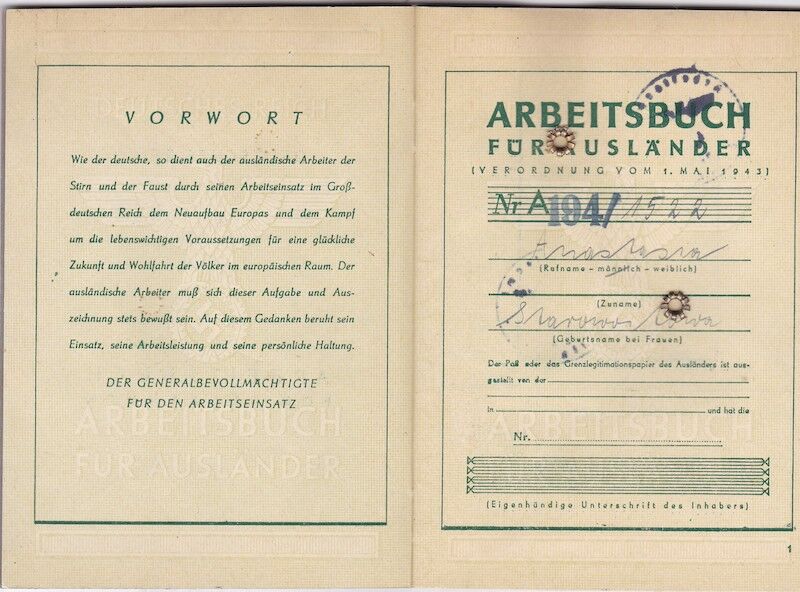 VORWORT
Wie der deutsche, so dient auch der ausländische Arbeiter der
Stirn und der Faust durch seinen Arbeitseinsatz im Groß-
deutschen Reich dem Neuaufbau Europas und dem Kampf
um die lebenswichtigen Voraussetzungen für eine glückliche
Zukunft und Wohlfahrt der Völker im europäischen Raum. Der
ausländische Arbeiter muß sich dieser Aufgabe und Aus-
zeichnung stets bewußt sein. Auf diesem Gedanken beruht sein
Einsatz, seine Arbeitsleistung und seine persönliche Haltung.
DER GENERALBEVOLLMÄCHTIGTE
FÜR DEN ARBEITSEINSATZ
ARBEITSBUCH
FÜR AUSLÄNDER
ARBEITSBUCH
FÜR AUSLÄNDER
(VERORDNUNG VOM 1. MAI 1943)
Nr A 194/ 1522
Anastasia
(Rufname – männlich – weiblich)
(Zuname)
(Geburtsname bei Frauen)
Der Paß oder das Grenzlegitimationspapier des Ausländers ist aus-
gestellt von der
in und hat die
ARBEITSBUCH
Nr.
(Eigenhändige Unterschrift des Inhabers)
1